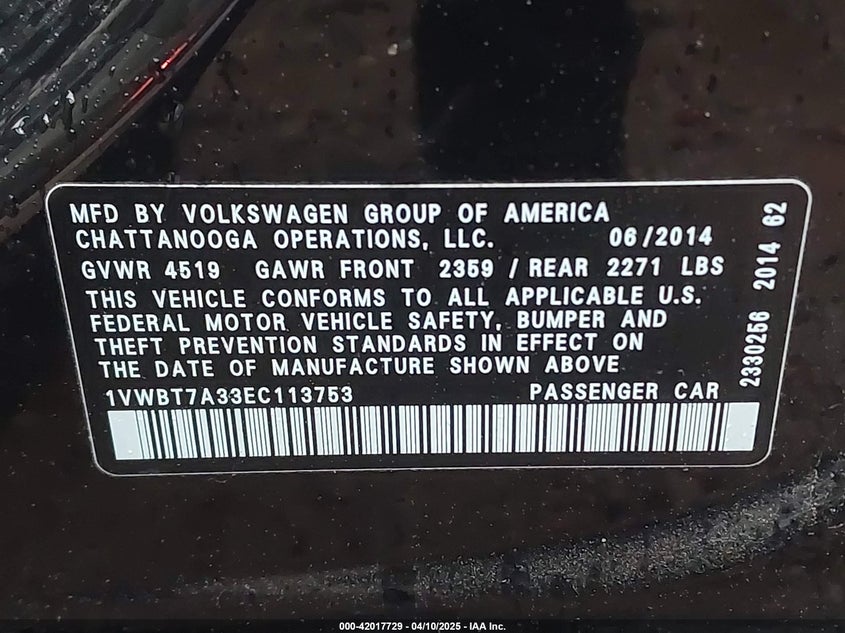 MFD BY VOLKSWAGEN GROUP OF AMERICA
CHATTANOOGA OPERATIONS, LLC. 06/2014
GVWR 4519 GAWR FRONT 2359 / REAR 2271 LBS
THIS VEHICLE CONFORMS TO ALL APPLICABLE U.S.
FEDERAL MOTOR VEHICLE SAFETY, BUMPER AND
THEFT PREVENTION STANDARDS IN EFFECT ON
THE DATE OF MANUFACTURE SHOWN ABOVE
1VWBT7A33EC113753 PASSENGER CAR
2330256 2014 62
000-42017729 - 04/10/2025 - IAA Inc.